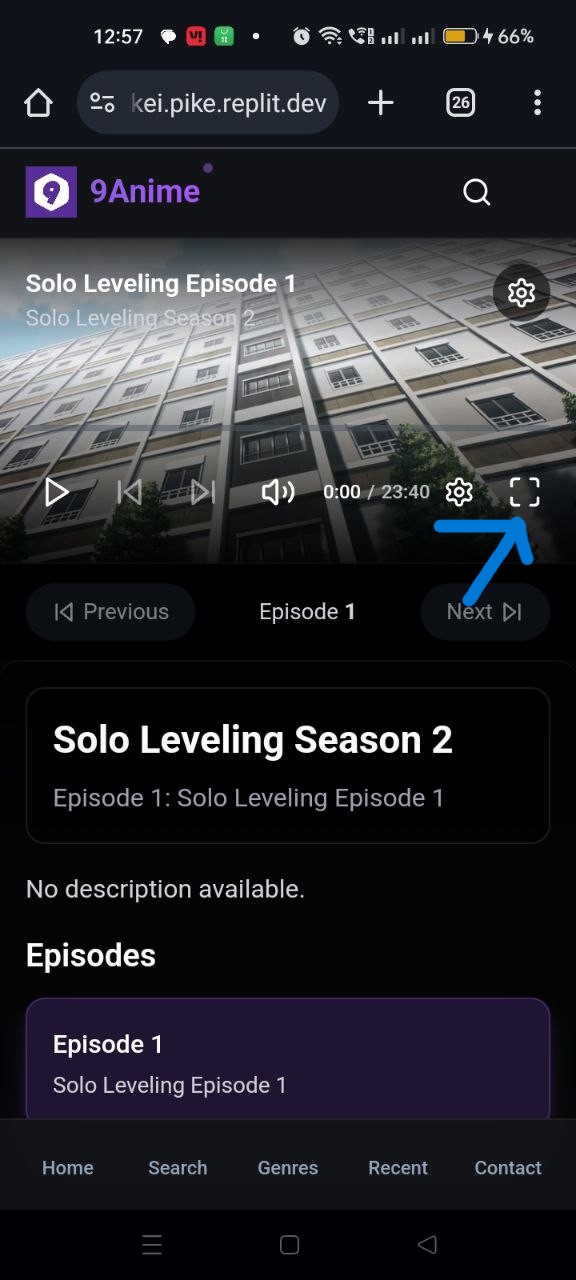 12:57
66%
kei.pike.replit.dev
26
9Anime
Solo Leveling Episode 1
Solo Leveling Season 2
0:00 / 23:40
Previous
Episode 1
Next
Solo Leveling Season 2
Episode 1: Solo Leveling Episode 1
No description available.
Episodes
Episode 1
Solo Leveling Episode 1
Home
Search
Genres
Recent
Contact